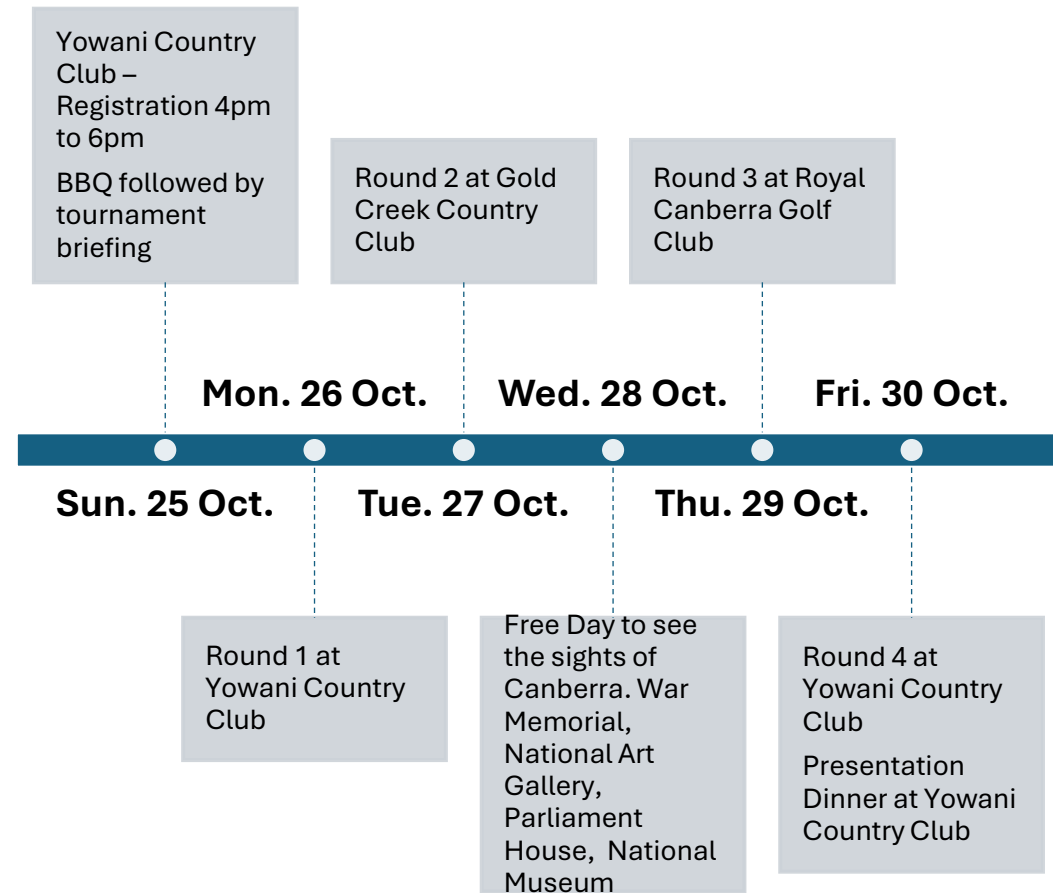 Yowani Country
Club –
Registration 4pm
to 6pm
BBQ followed by
tournament
briefing
Round 2 at Gold
Creek Country
Club
Round 3 at Royal
Canberra Golf
Club
Mon. 26 Oct.
Wed. 28 Oct.
Fri. 30 Oct.
Sun. 25 Oct.
Tue. 27 Oct.
Thu. 29 Oct.
Round 1 at
Yowani Country
Club
Free Day to see
the sights of
Canberra. War
Memorial,
National Art
Gallery,
Parliament
House, National
Museum
Round 4 at
Yowani Country
Club
Presentation
Dinner at Yowani
Country Club